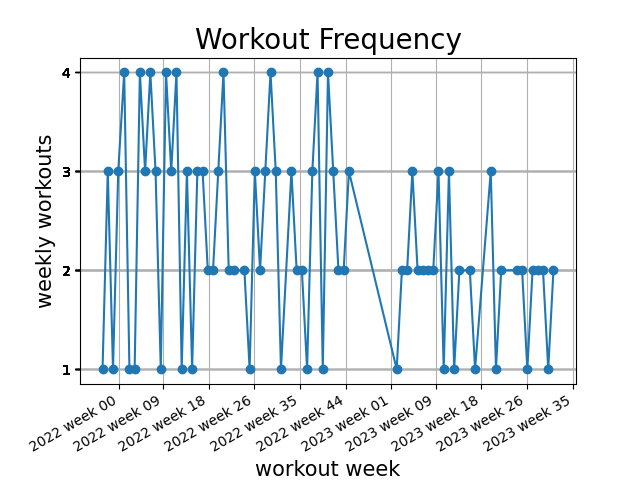 Workout Frequency
weekly workouts
4
3
2
1
2022 week 00
2022 week 09
2022 week 18
2022 week 26
2022 week 35
2022 week 44
2023 week 01
2023 week 09
2023 week 18
2023 week 26
2023 week 35
workout week